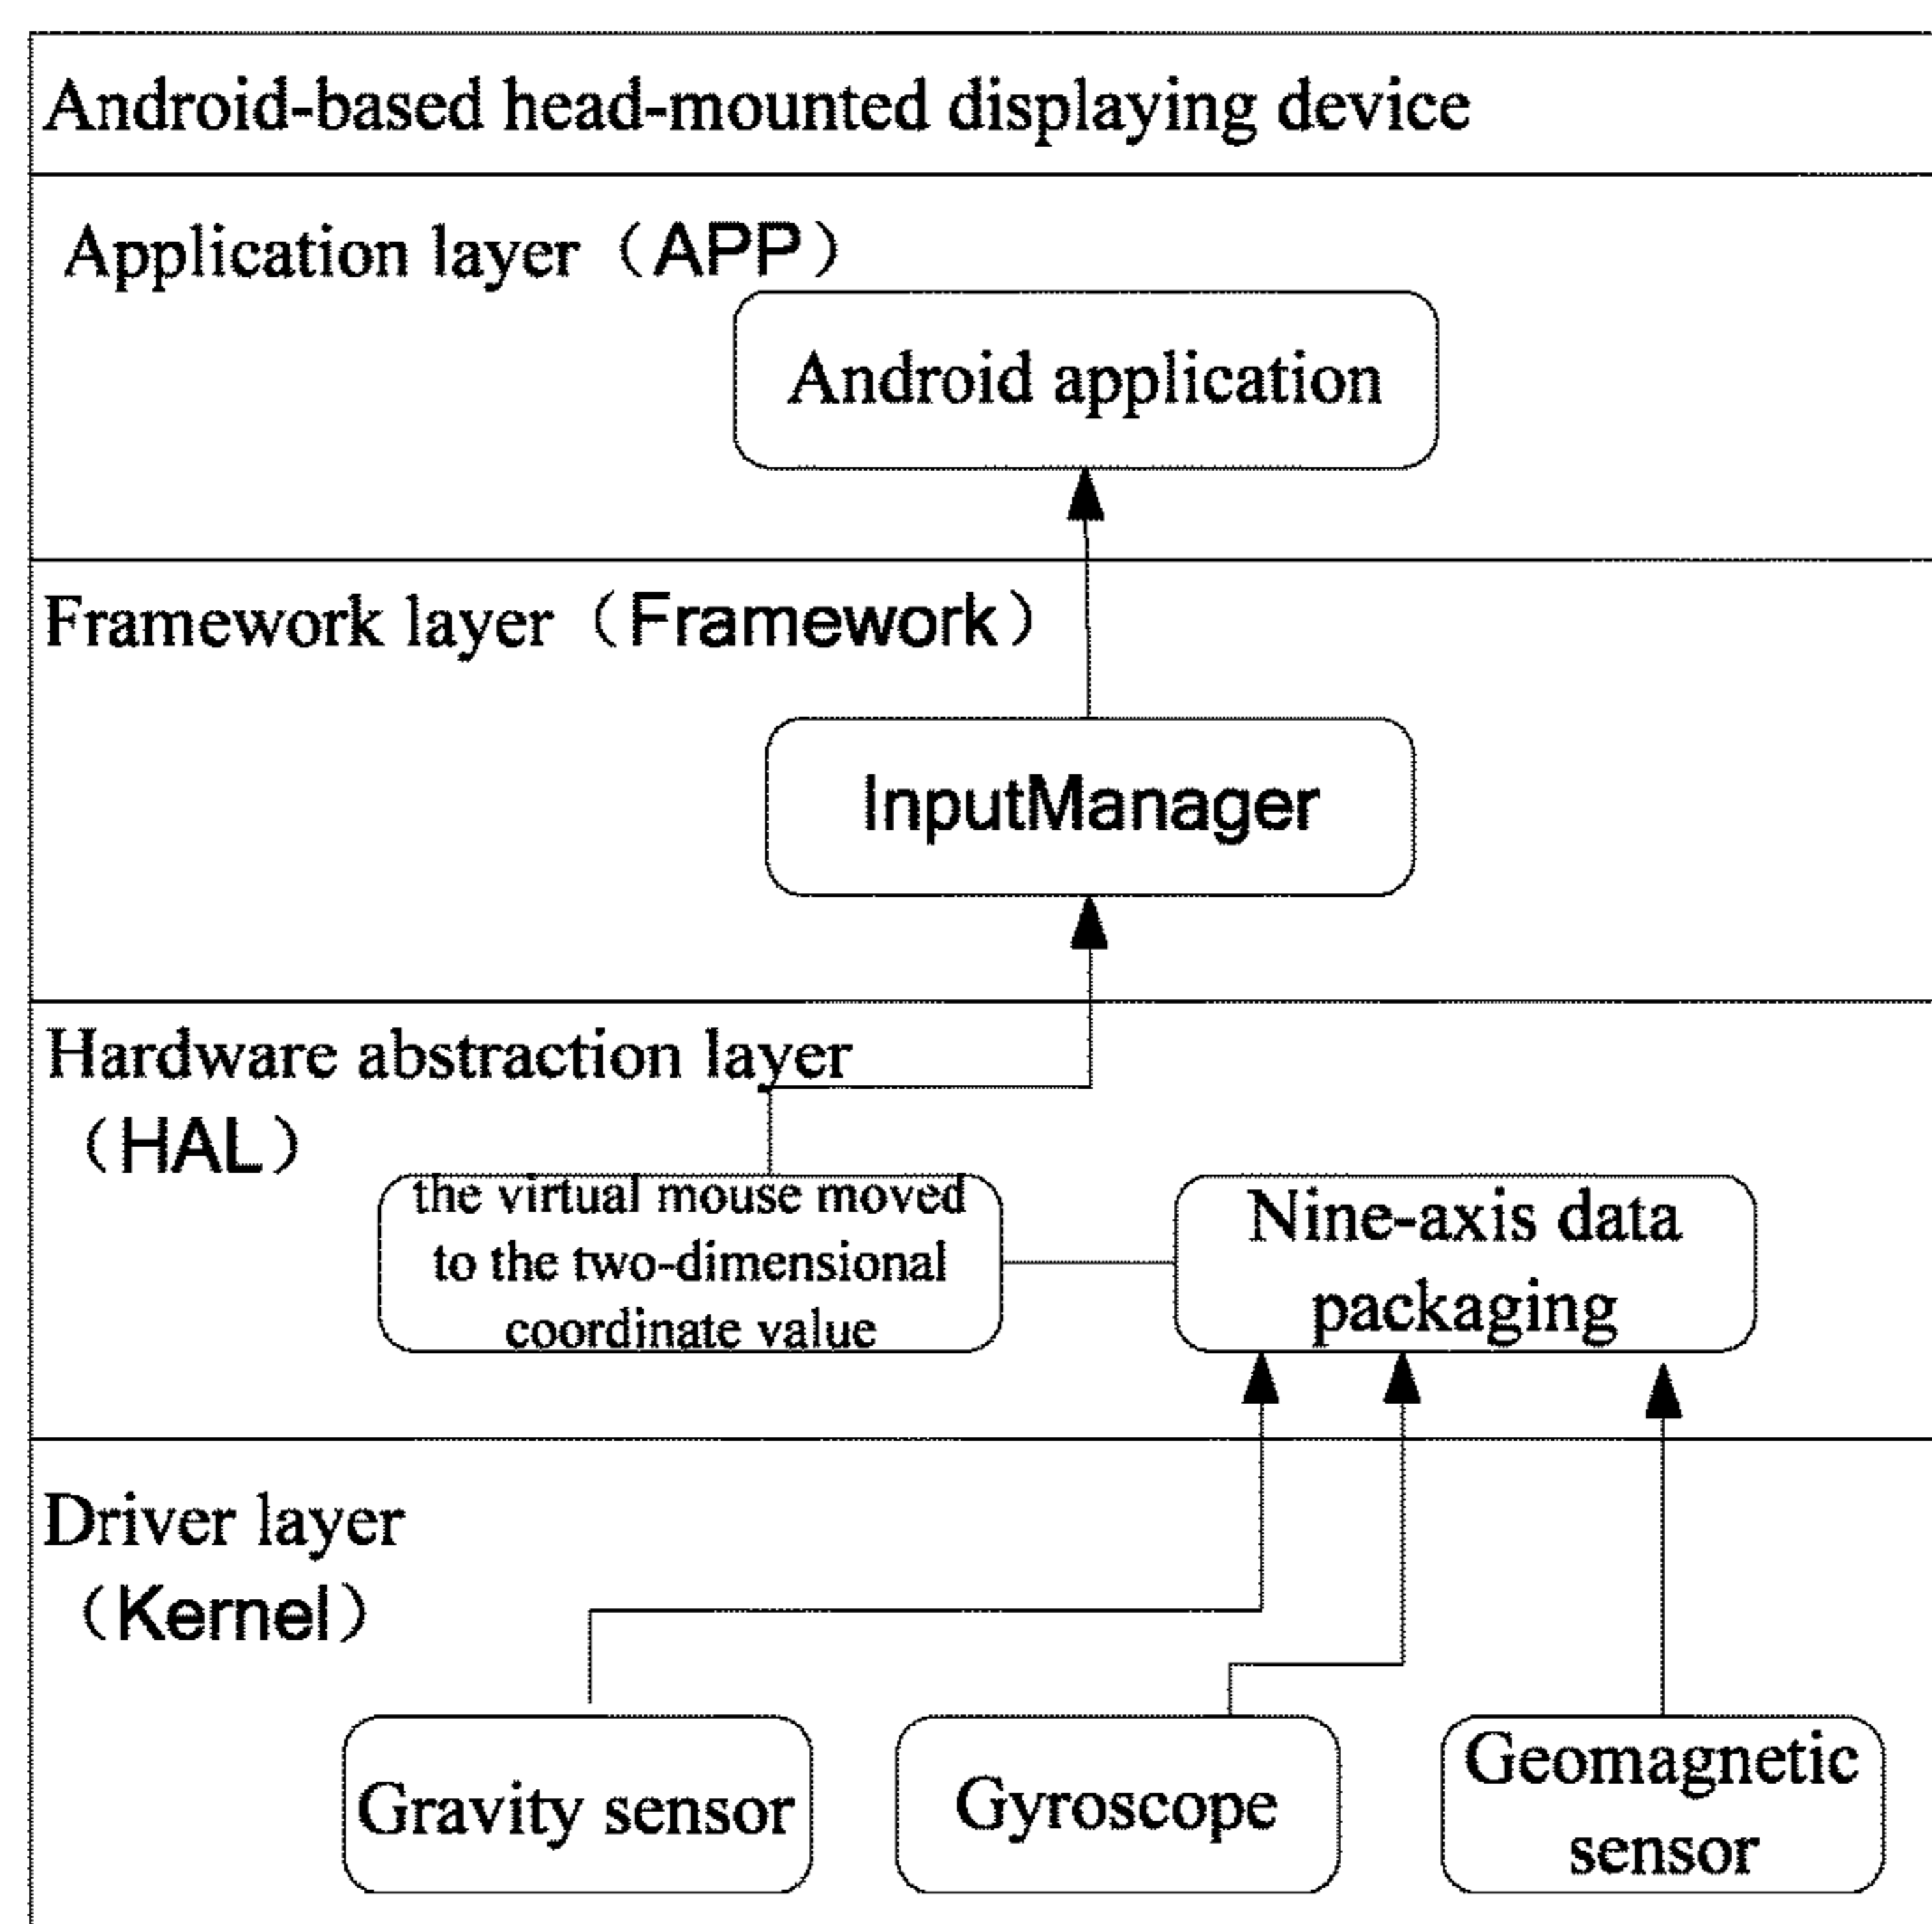 Android-based head-mounted displaying device
Application layer（APP）
Android application
Framework layer（Framework）
InputManager
Hardware abstraction layer
（HAL）
the virtual mouse moved
to the two-dimensional
coordinate value
Nine-axis data
packaging
Driver layer
（Kernel）
Gravity sensor
Gyroscope
Geomagnetic
sensor